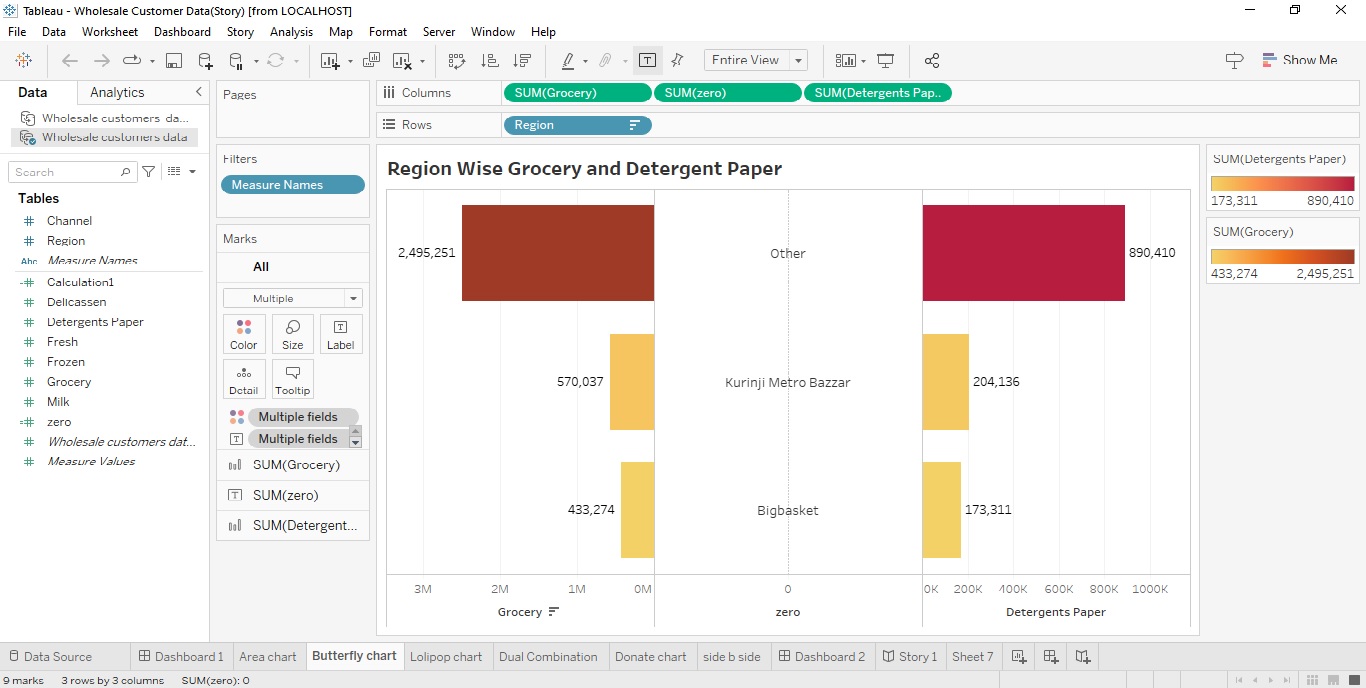 Tableau - Wholesale Customer Data(Story) [from LOCALHOST]
File Data Worksheet Dashboard Story Analysis Map Format Server Window Help
Entire View
Show Me
Data Analytics
Wholesale customers da...
Wholesale customers data
Search
Tables
Channel
Region
Abc Measure Names
Calculation1
Delicassen
Detergents Paper
Fresh
Frozen
Grocery
Milk
zero
Wholesale customers dat...
Measure Values
Pages
Filters
Measure Names
Marks
All
Multiple
Color Size Label
Detail Tooltip
Multiple fields
Multiple fields
SUM(Grocery)
SUM(zero)
SUM(Detergent...
Columns SUM(Grocery) SUM(zero) SUM(Detergents Pap..
Rows Region
Region Wise Grocery and Detergent Paper
2,495,251 Other 890,410
570,037 Kurinji Metro Bazzar 204,136
433,274 Bigbasket 173,311
3M 2M 1M 0M 0 0K 200K 400K 600K 800K 1000K
Grocery zero Detergents Paper
SUM(Detergents Paper)
173,311 890,410
SUM(Grocery)
433,274 2,495,251
Data Source Dashboard 1 Area chart Butterfly chart Lolipop chart Dual Combination Donate chart side b side Dashboard 2 Story 1 Sheet 7
9 marks 3 rows by 3 columns SUM(zero): 0